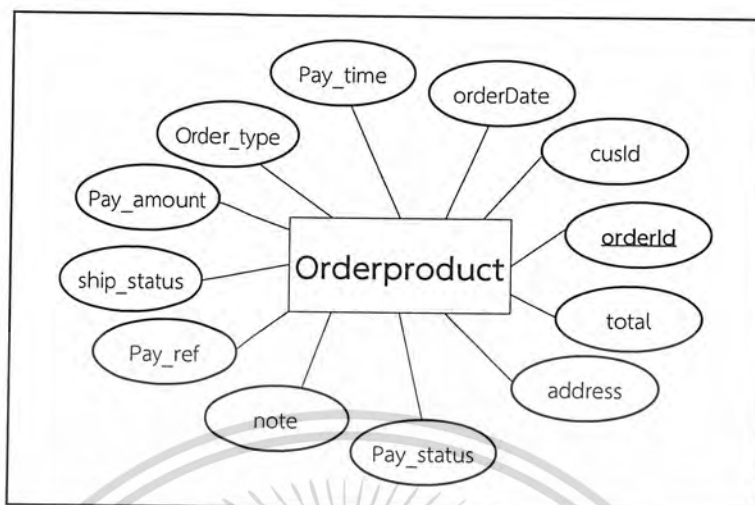 Pay_time
orderDate
Order_type
cusId
Pay_amount
orderId
Orderproduct
ship_status
total
Pay_ref
address
note
Pay_status